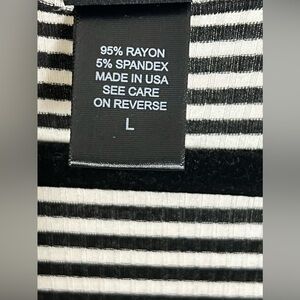 95% RAYON
5% SPANDEX
MADE IN USA
SEE CARE
ON REVERSE
L